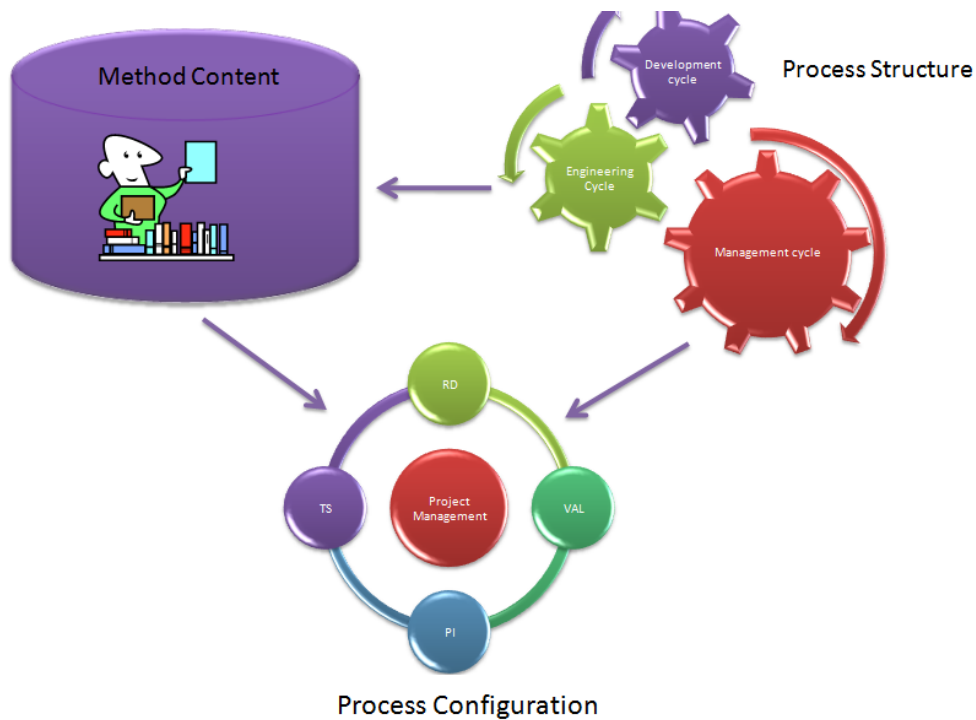 Method Content
Development
cycle
Process Structure
Engineering
Cycle
Management cycle
RD
TS
Project
Management
VAL
PI
Process Configuration